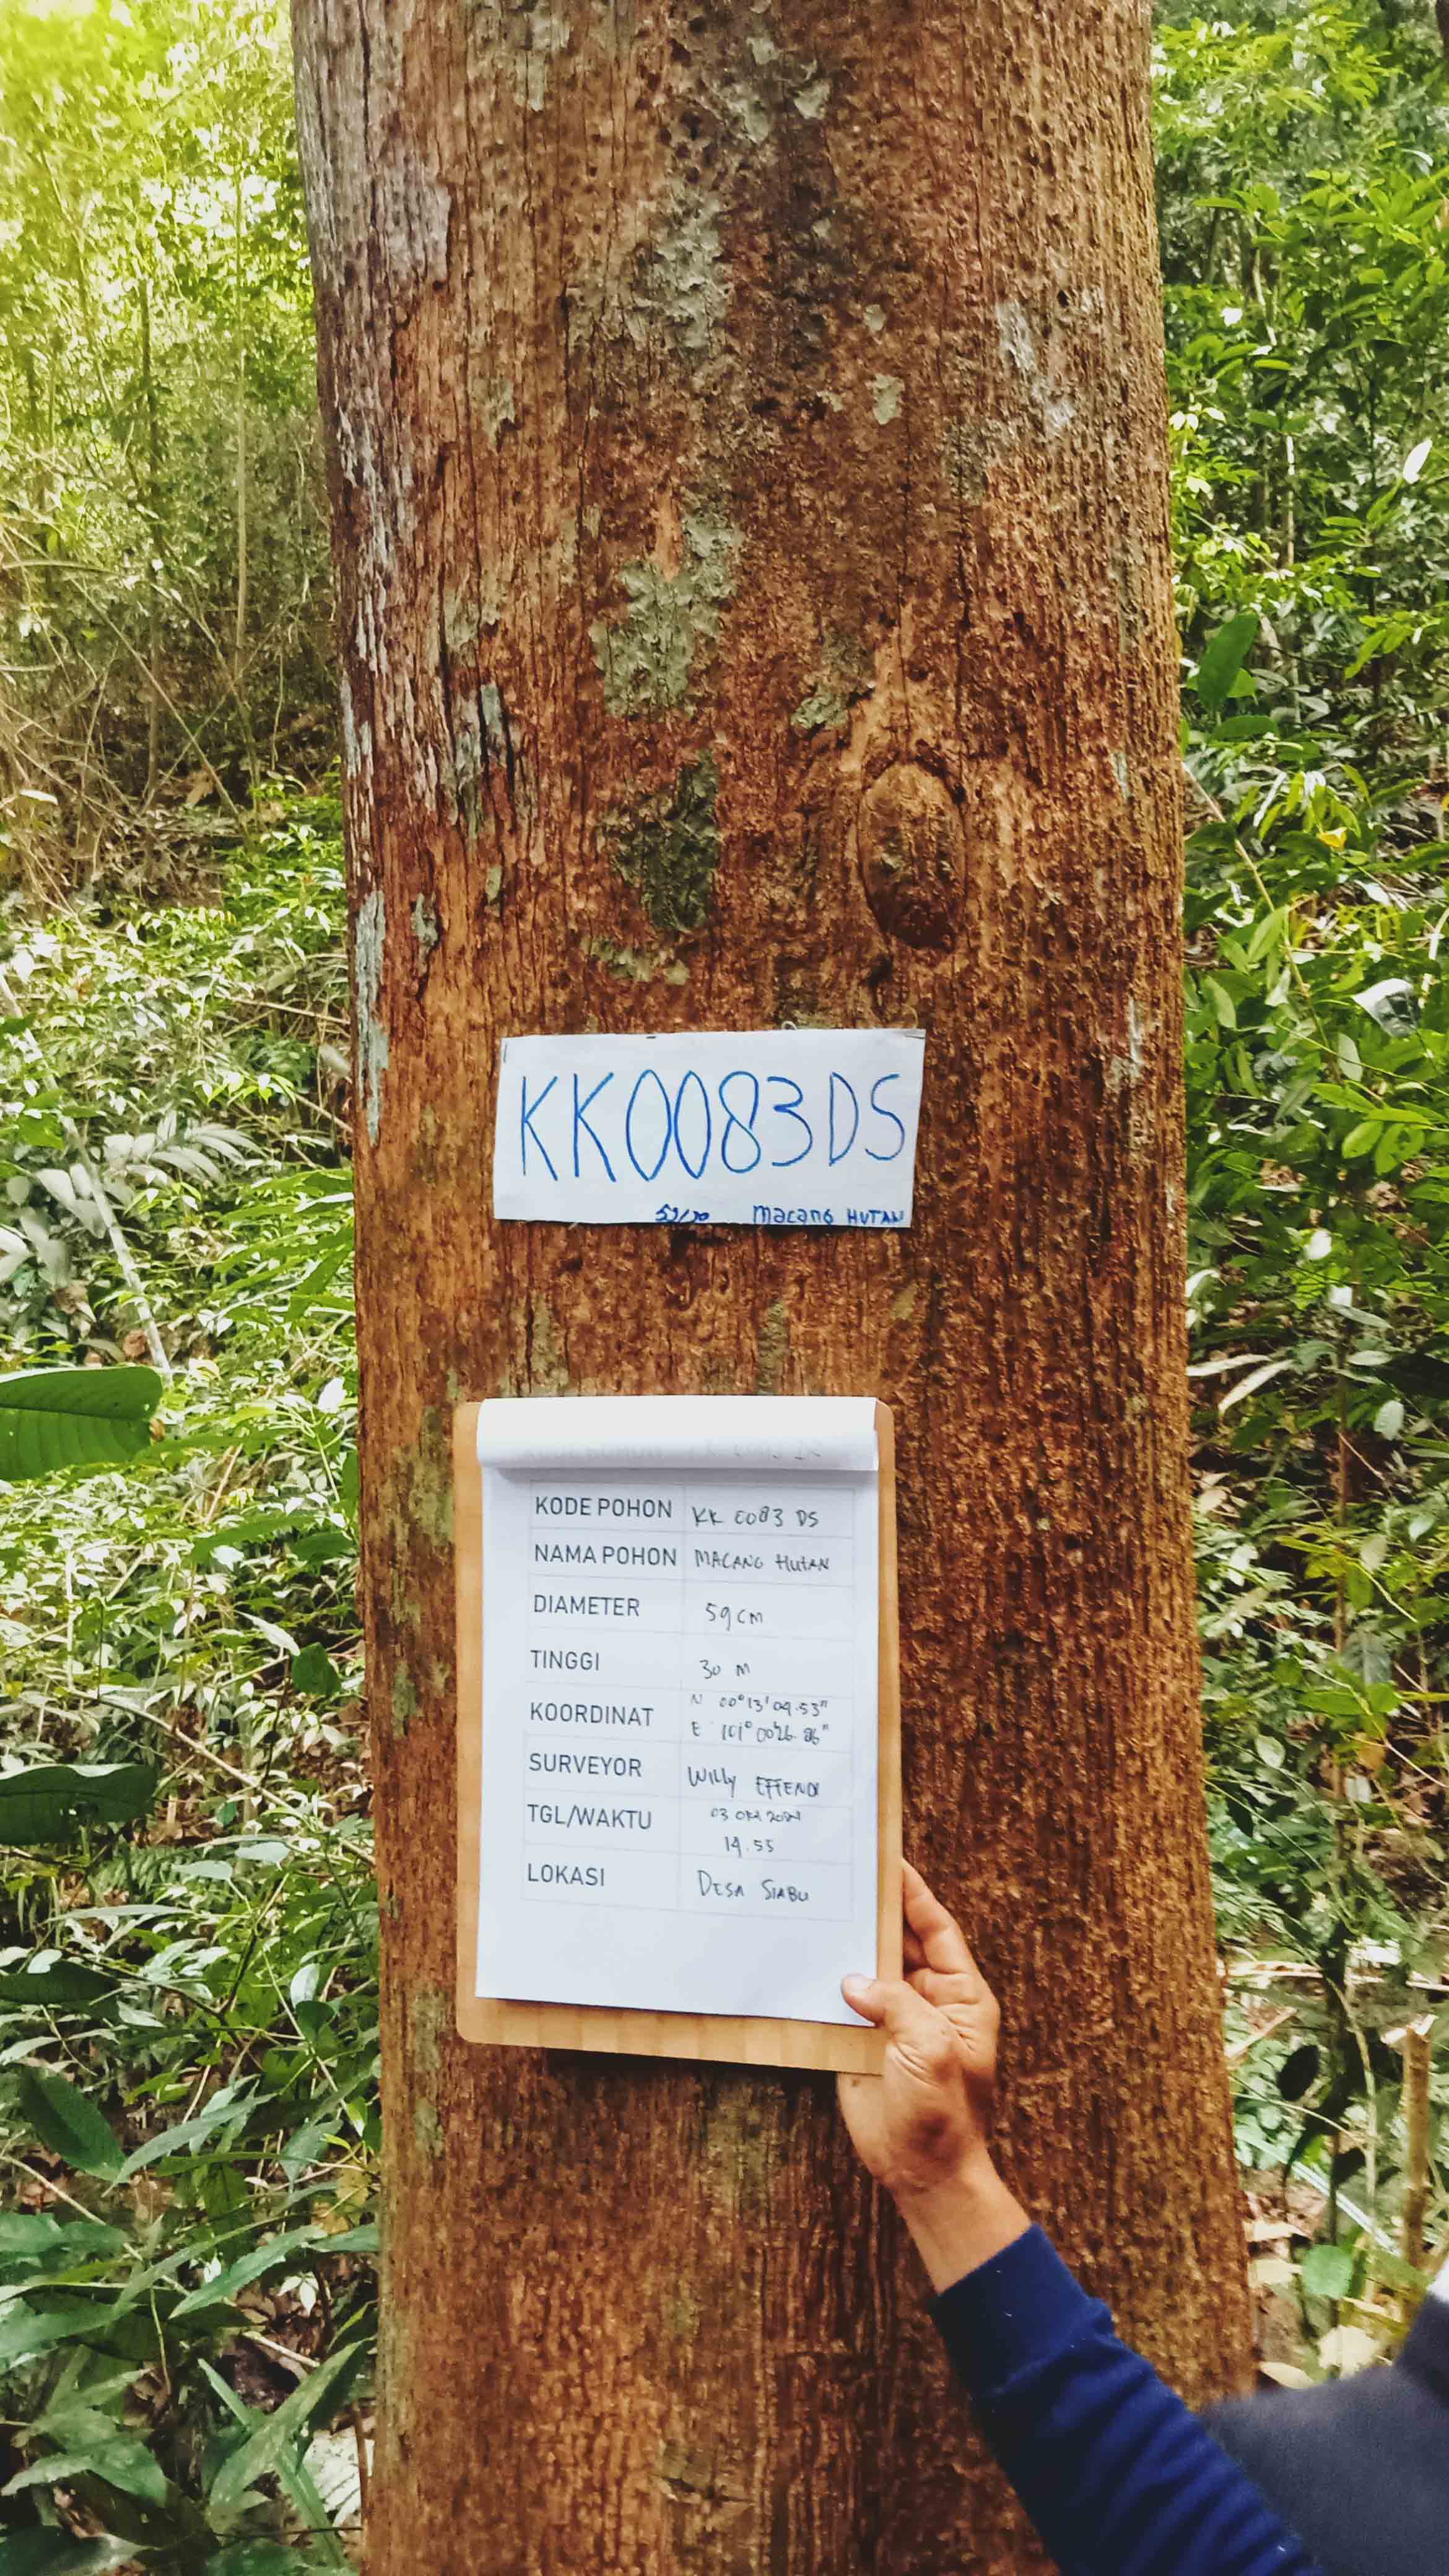 KK0083DS
MACANG HUTAN
KODE POHON KK 0083 DS
NAMA POHON MACANG HUTAN
DIAMETER 59 CM
TINGGI 30 M
KOORDINAT N 00°13'09.53"
E 101°00'26.86"
SURVEYOR WILLY EFFENDI
TGL/WAKTU 03 OKT 2024
14.55
LOKASI DESA SIABU